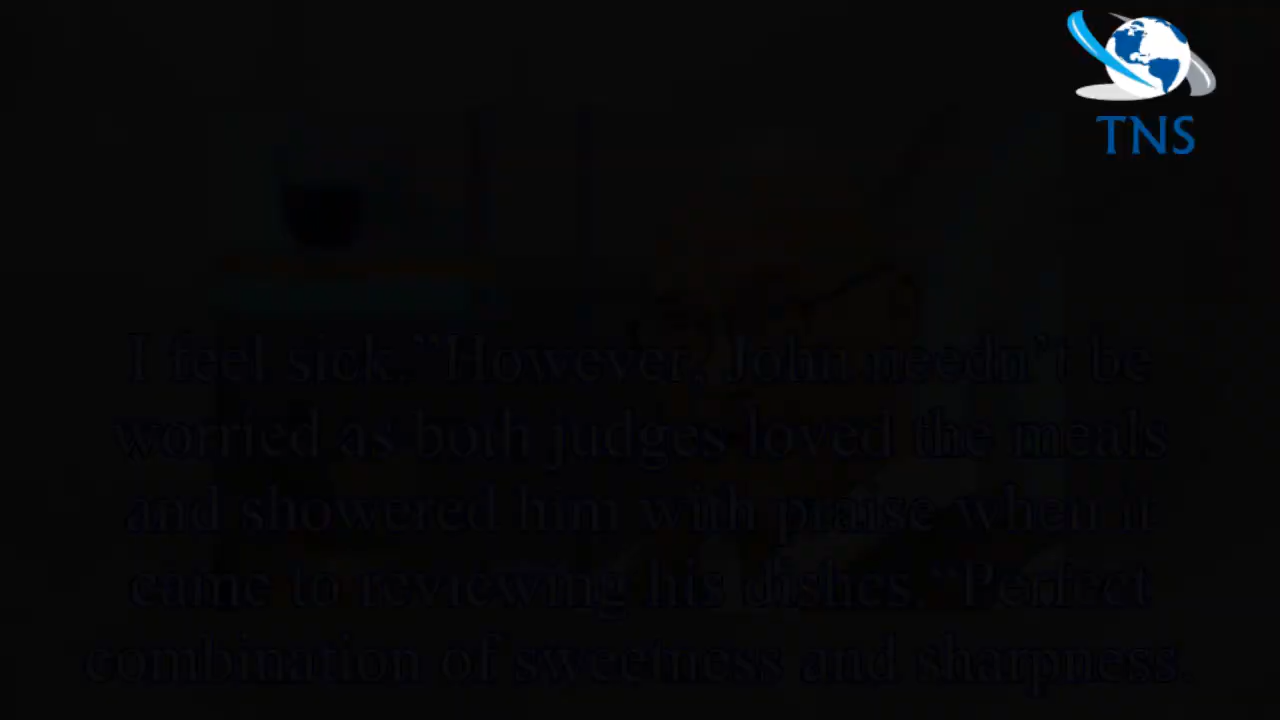 TNS
I feel sick.”However, John needn’t be
worried as both judges loved the meals
and showered him with praise when it
came to reviewing his dishes.“Perfect
combination of sweetness and sharpness.